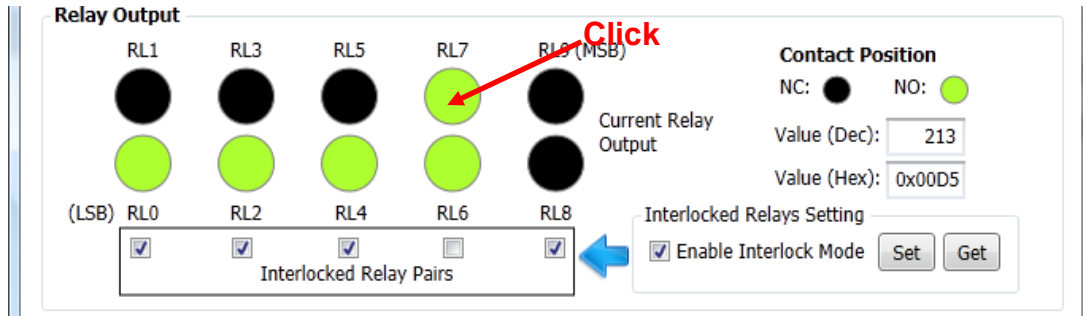 Relay Output
Click
RL1 RL3 RL5 RL7 RL9 (MSB)
Contact Position
NC: NO:
Current Relay
Output
Value (Dec): 213
Value (Hex): 0x00D5
(LSB) RL0 RL2 RL4 RL6 RL8
Interlocked Relays Setting
Enable Interlock Mode Set Get
Interlocked Relay Pairs